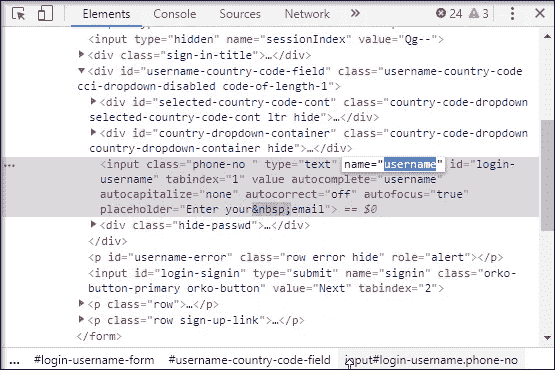 Elements Console Sources » 24 3
<input type="hidden" name="sessionIndex" value="Qg--">
<div class="sign-in-title">…</div>
<div id="username-country-code-field" class="username-country-code
cci-dropdown-disabled code-of-length-1">
<div id="selected-country-code-cont" class="country-code-dropdown
selected-country-code-cont ltr hide">…</div>
<div id="country-dropdown-container" class="country-code-dropdown
country-dropdown-container hide">…</div>
<input class="phone-no " type="text" name="username" id="login-
username" tabindex="1" value autocomplete="username"
autocapitalize="none" autocorrect="off" autofocus="true"
placeholder="Enter your&nbsp;email"> == $0
<div class="hide-passwd">…</div>
</div>
<p id="username-error" class="row error hide" role="alert"></p>
<input id="login-signin" type="submit" name="signin" class="orko-
button-primary orko-button" value="Next" tabindex="2">
<p class="row">…</p>
<p class="row sign-up-link">…</p>
</form>
... #login-username-form #username-country-code-field input#login-username.phone-no ...